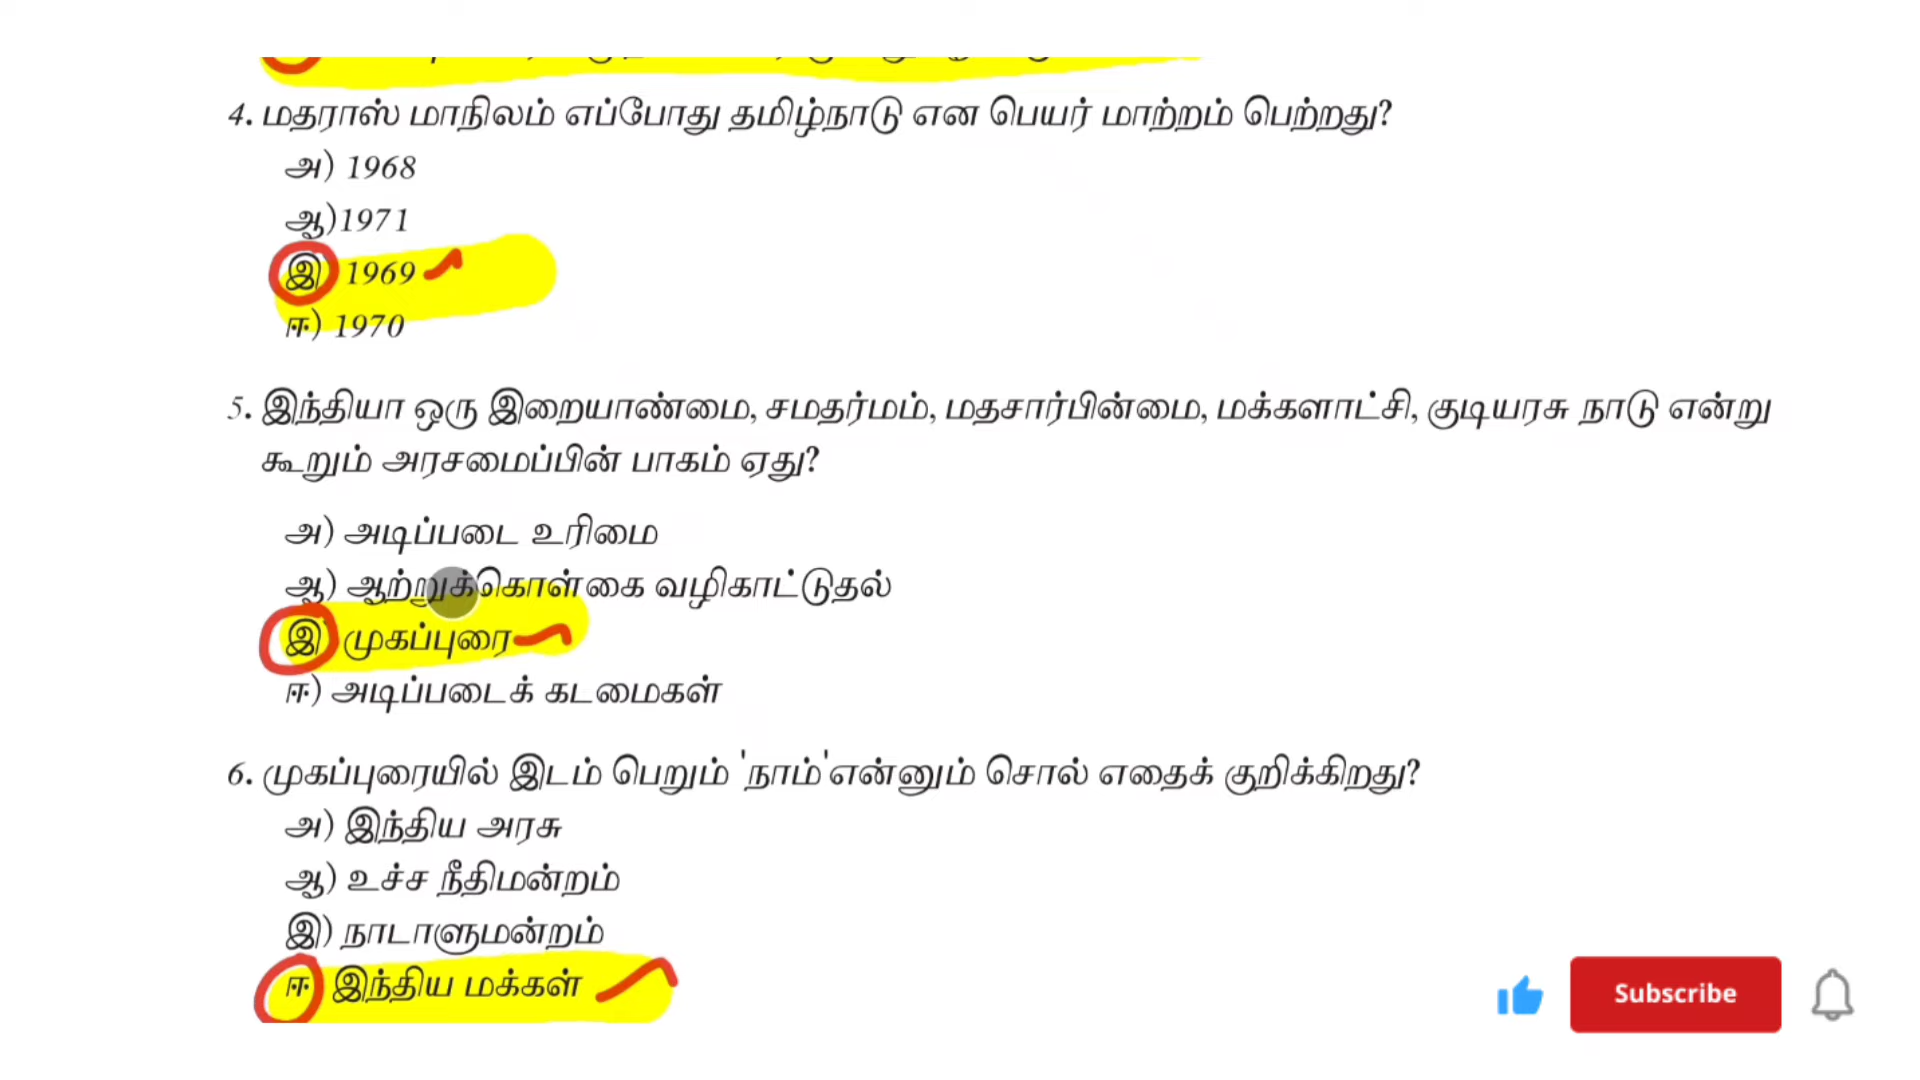 4. மதராஸ் மாநிலம் எப்போது தமிழ்நாடு என பெயர் மாற்றம் பெற்றது?
அ) 1968
ஆ)1971
இ) 1969
ஈ) 1970
5. இந்தியா ஒரு இறையாண்மை, சமதர்மம், மதசார்பின்மை, மக்களாட்சி, குடியரசு நாடு என்று
கூறும் அரசமைப்பின் பாகம் ஏது?
அ) அடிப்படை உரிமை
ஆ) ஆற்றுக்கொள்கை வழிகாட்டுதல்
இ) முகப்புரை
ஈ) அடிப்படைக் கடமைகள்
6. முகப்புரையில் இடம் பெறும் 'நாம்'என்னும் சொல் எதைக் குறிக்கிறது?
அ) இந்திய அரசு
ஆ) உச்ச நீதிமன்றம்
இ) நாடாளுமன்றம்
ஈ) இந்திய மக்கள்
Subscribe